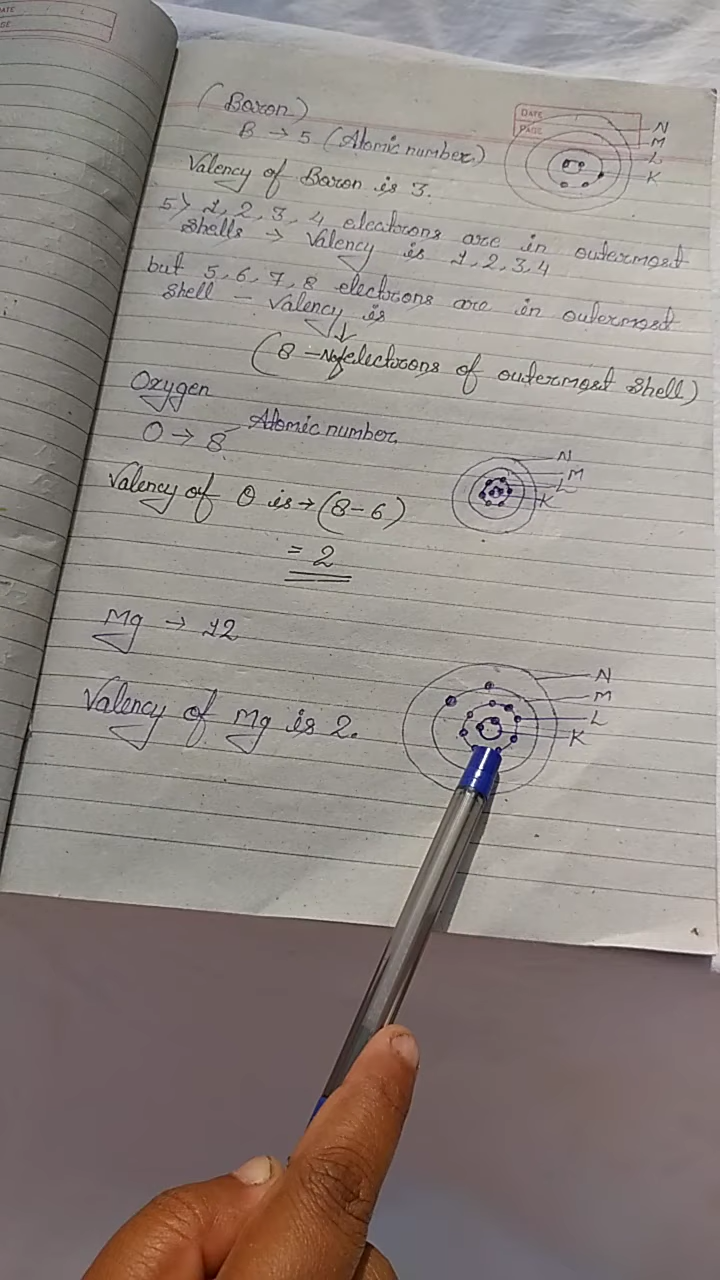 DATE
PAGE
(Boron)
B → 5 (Atomic number)
Valency of Boron is 3.
5> 1, 2, 3, 4 electrons are in outermost
shells → Valency is 1, 2, 3, 4
but 5, 6, 7, 8 electrons are in outermost
shell - Valency is
(8 - No of electrons of outermost shell)
N
M
L
K
Oxygen
O → 8 Atomic number
Valency of O is → (8-6)
= 2
N
M
L
K
Mg → 12
Valency of Mg is 2.
N
M
L
K